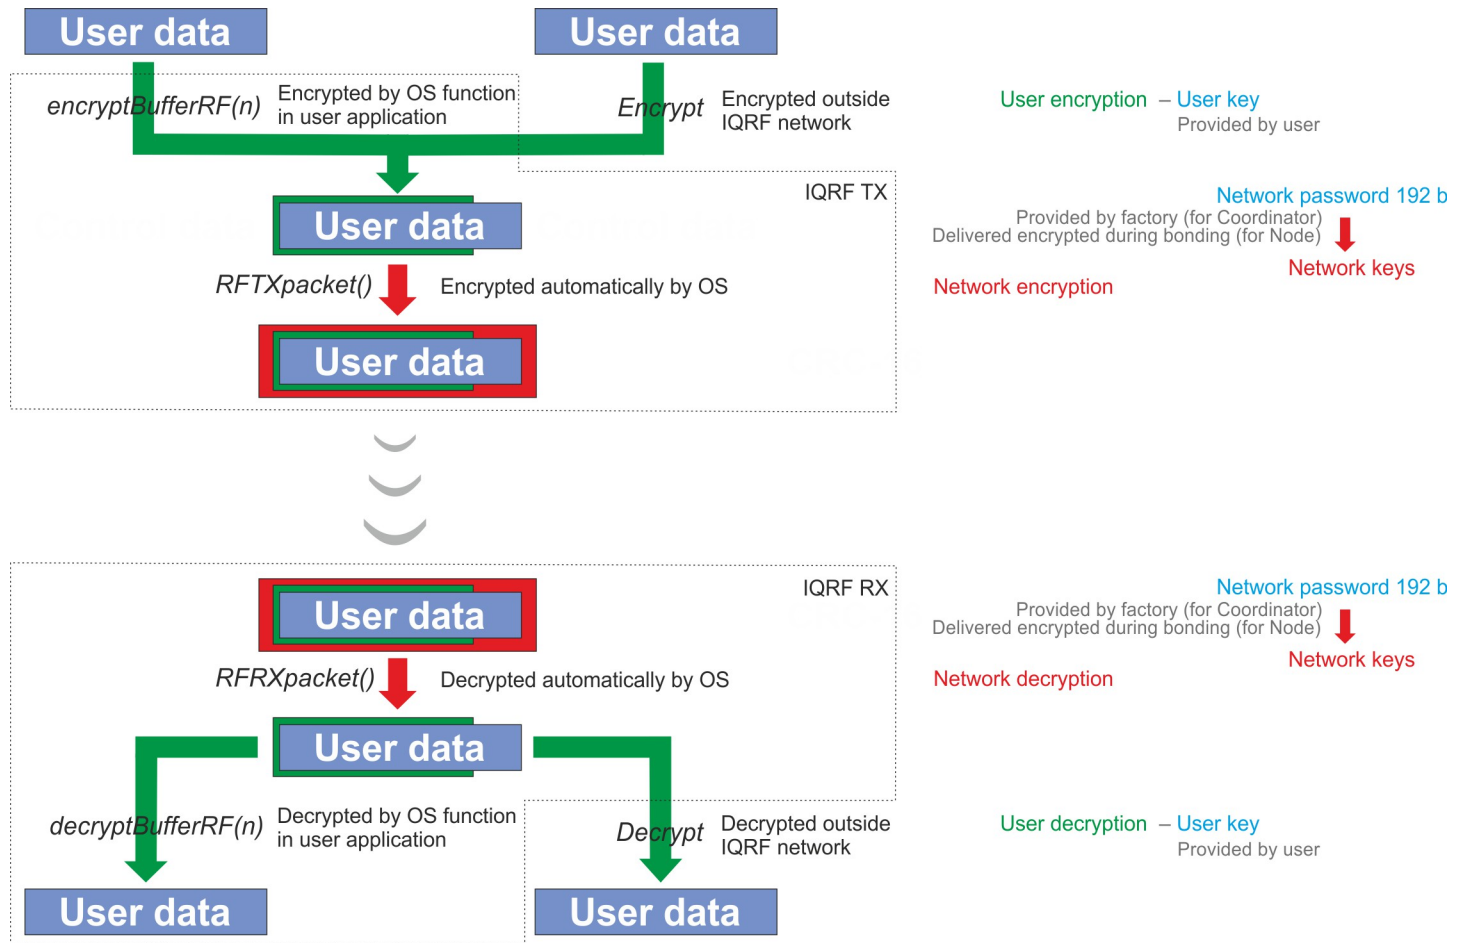 User data
User data
encryptBufferRF(n)
Encrypted by OS function
in user application
Encrypt
Encrypted outside
IQRF network
User encryption – User key
Provided by user
IQRF TX
Network password 192 b
Provided by factory (for Coordinator)
Delivered encrypted during bonding (for Node)
Network keys
User data
RFTXpacket()
Encrypted automatically by OS
Network encryption
User data
IQRF RX
Network password 192 b
Provided by factory (for Coordinator)
Delivered encrypted during bonding (for Node)
Network keys
User data
RFRXpacket()
Decrypted automatically by OS
Network decryption
User data
decryptBufferRF(n)
Decrypted by OS function
in user application
Decrypt
Decrypted outside
IQRF network
User decryption – User key
Provided by user
User data
User data